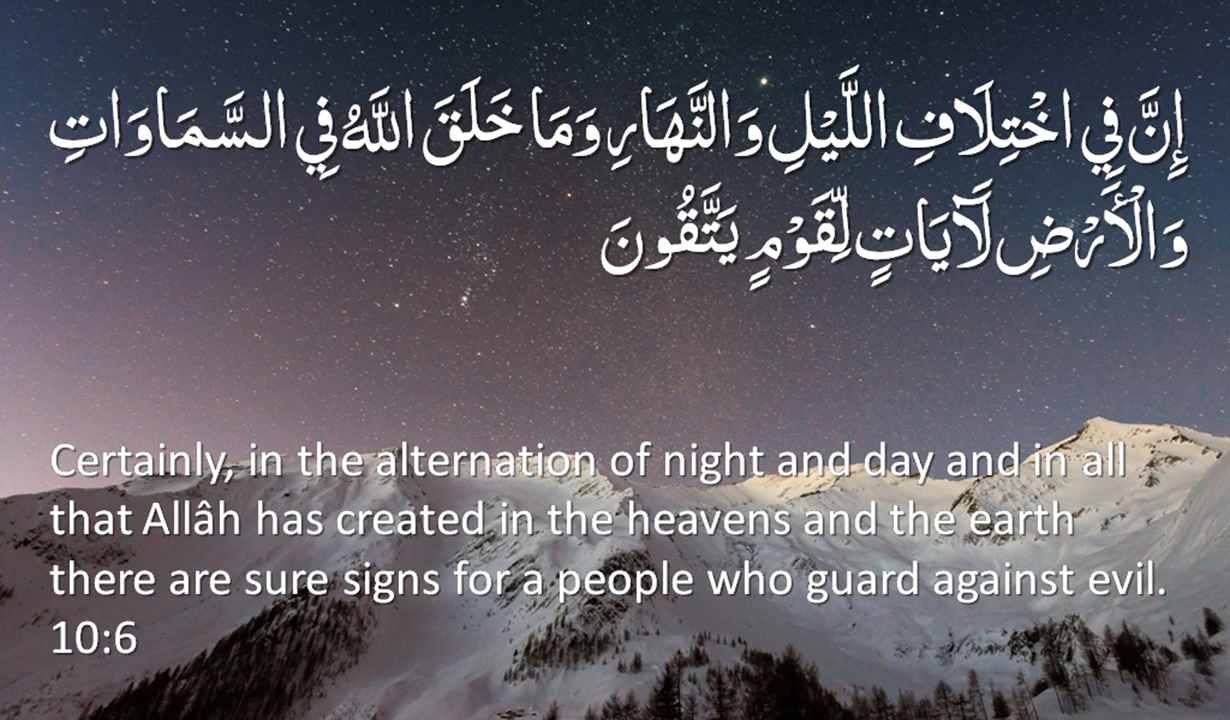 إِنَّ فِي اخْتِلَافِ اللَّيْلِ وَالنَّهَارِ وَمَا خَلَقَ اللَّهُ فِي السَّمَاوَاتِ
وَالْأَرْضِ لَآيَاتٍ لِّقَوْمٍ يَتَّقُونَ
Certainly, in the alternation of night and day and in all
that Allâh has created in the heavens and the earth
there are sure signs for a people who guard against evil.
10:6